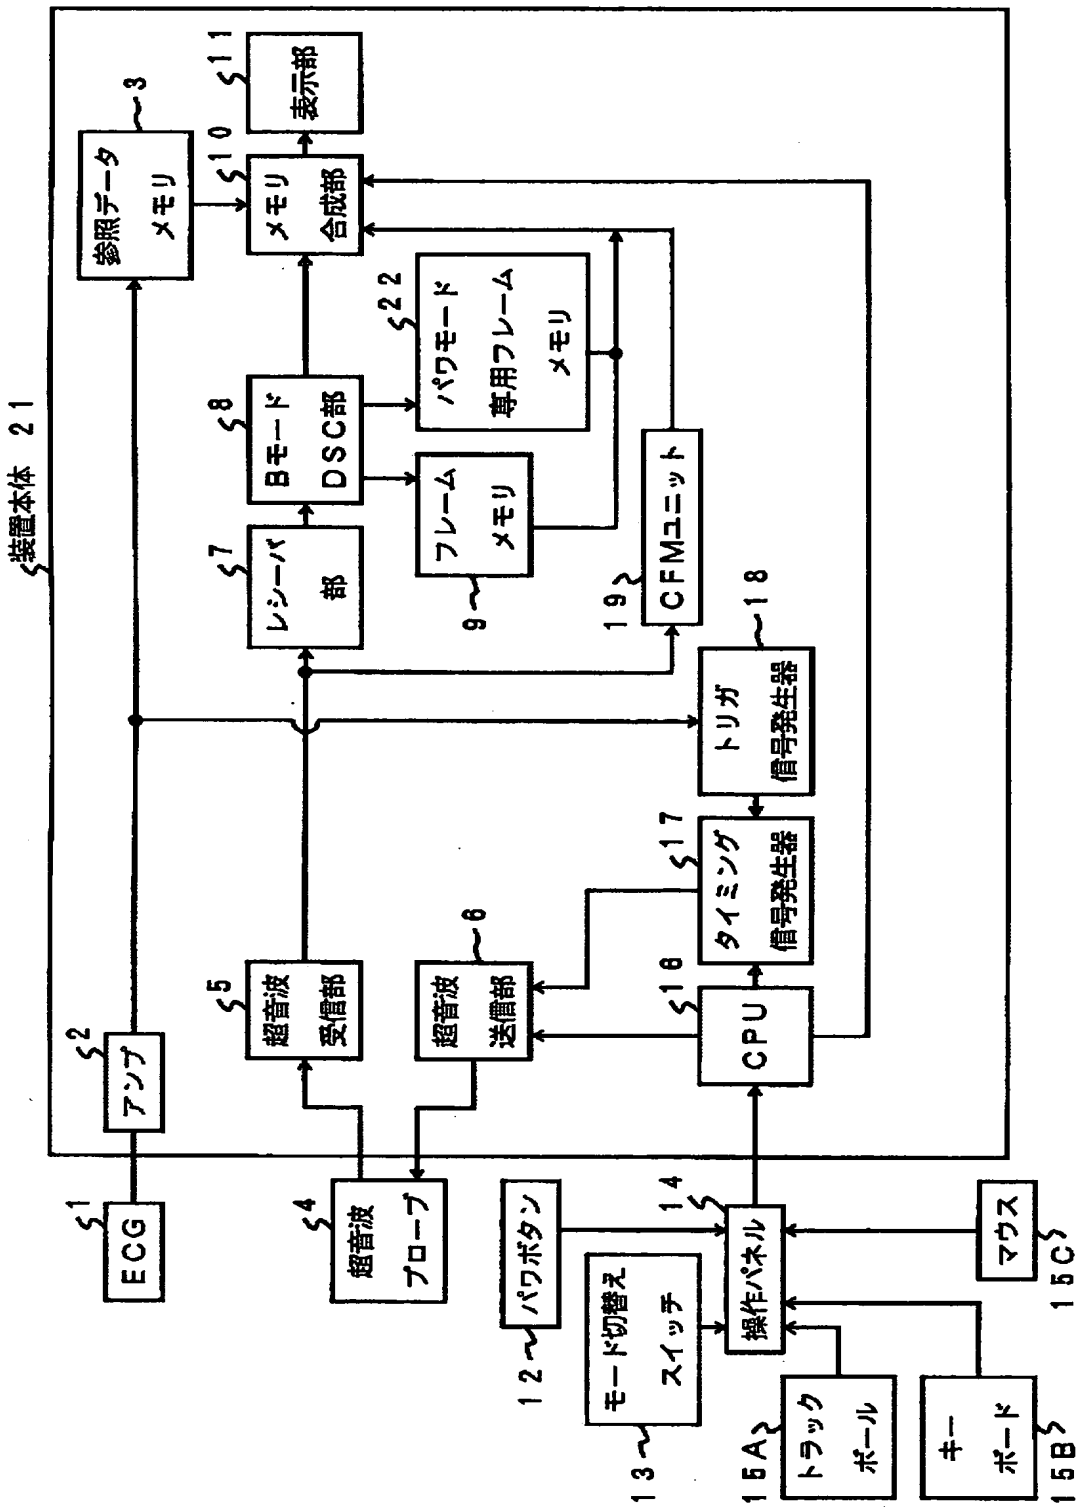 装置本体 21
ECG
1
アンプ
2
参照データ
メモリ
3
超音波
プローブ
4
超音波
受信部
5
超音波
送信部
6
レシーバ
部
7
Bモード
DSC部
8
フレーム
メモリ
9
パワモード
専用フレーム
メモリ
22
メモリ
合成部
10
表示部
11
パワボタン
12
モード切替え
スイッチ
13
操作パネル
14
トラック
ボール
15A
キー
ボード
15B
マウス
15C
CPU
16
タイミング
信号発生器
17
トリガ
信号発生器
18
CFMユニット
19